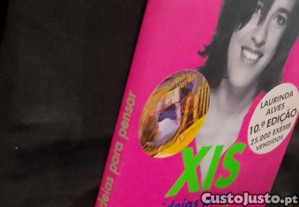 ideias para pensar
LAURINDA
ALVES
10.ª EDIÇÃO
25.000 EXEMP
VENDIDOS
XIS
ideias
CustoJusto.pt